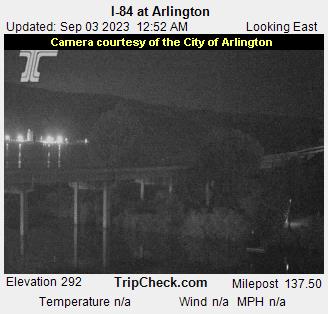 I-84 at Arlington
Updated: Sep 03 2023 12:52 AM Looking East
Camera courtesy of the City of Arlington
Elevation 292 TripCheck.com Milepost 137.50
Temperature n/a Wind n/a MPH n/a